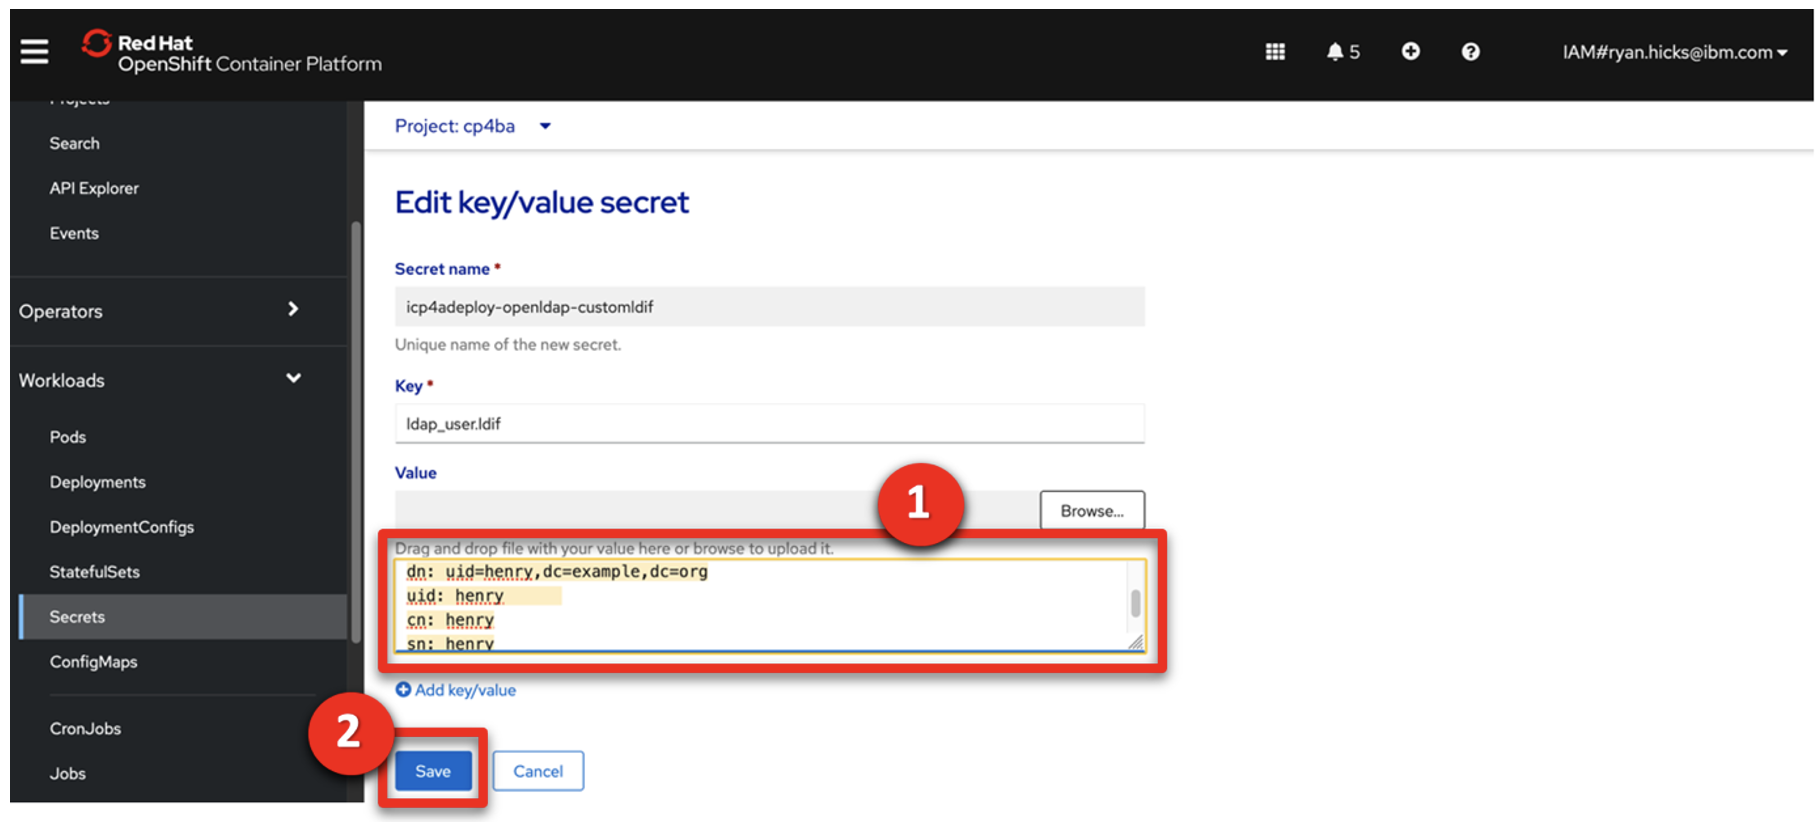 Red Hat
OpenShift Container Platform
5
IAM#ryan.hicks@ibm.com
Projects
Search
API Explorer
Events
Operators
Workloads
Pods
Deployments
DeploymentConfigs
StatefulSets
Secrets
ConfigMaps
CronJobs
Jobs
Project: cp4ba
Edit key/value secret
Secret name *
icp4adeploy-openldap-customldif
Unique name of the new secret.
Key *
ldap_user.ldif
Value
1
Browse...
Drag and drop file with your value here or browse to upload it.
dn: uid=henry,dc=example,dc=org
uid: henry
cn: henry
sn: henry
Add key/value
2
Save
Cancel